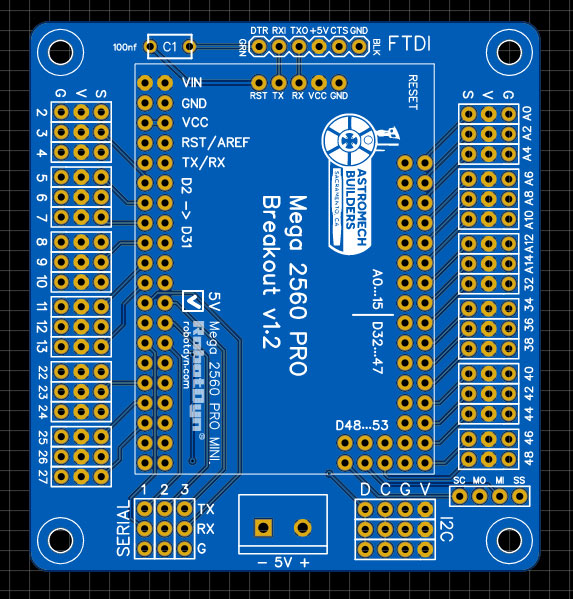 DTR RXI TXO +5V CTS GND
100nf C1 GRN BLK FTDI
VIN
RST TX RX VCC GND
RESET
G V S
S V G
GND
VCC
RST/AREF
TX/RX
D2 -> D31
2
3
4
5
6
7
8
9
10
11
12
13
22
23
24
25
26
27
A0
A2
A4
A6
A8
A10
A12
A14
32
34
36
38
40
42
44
46
48
ASTROMECH
BUILDERS
SACRAMENTO CA
Mega 2560 PRO
Breakout v1.2
A0...15
D32...47
5V
Mega 2560 PRO MINI
RobotDyn®
robotdyn.com
D48...53
SC MO MI SS
1 2 3
SERIAL
TX
RX
G
- 5V +
D C G V
I2C